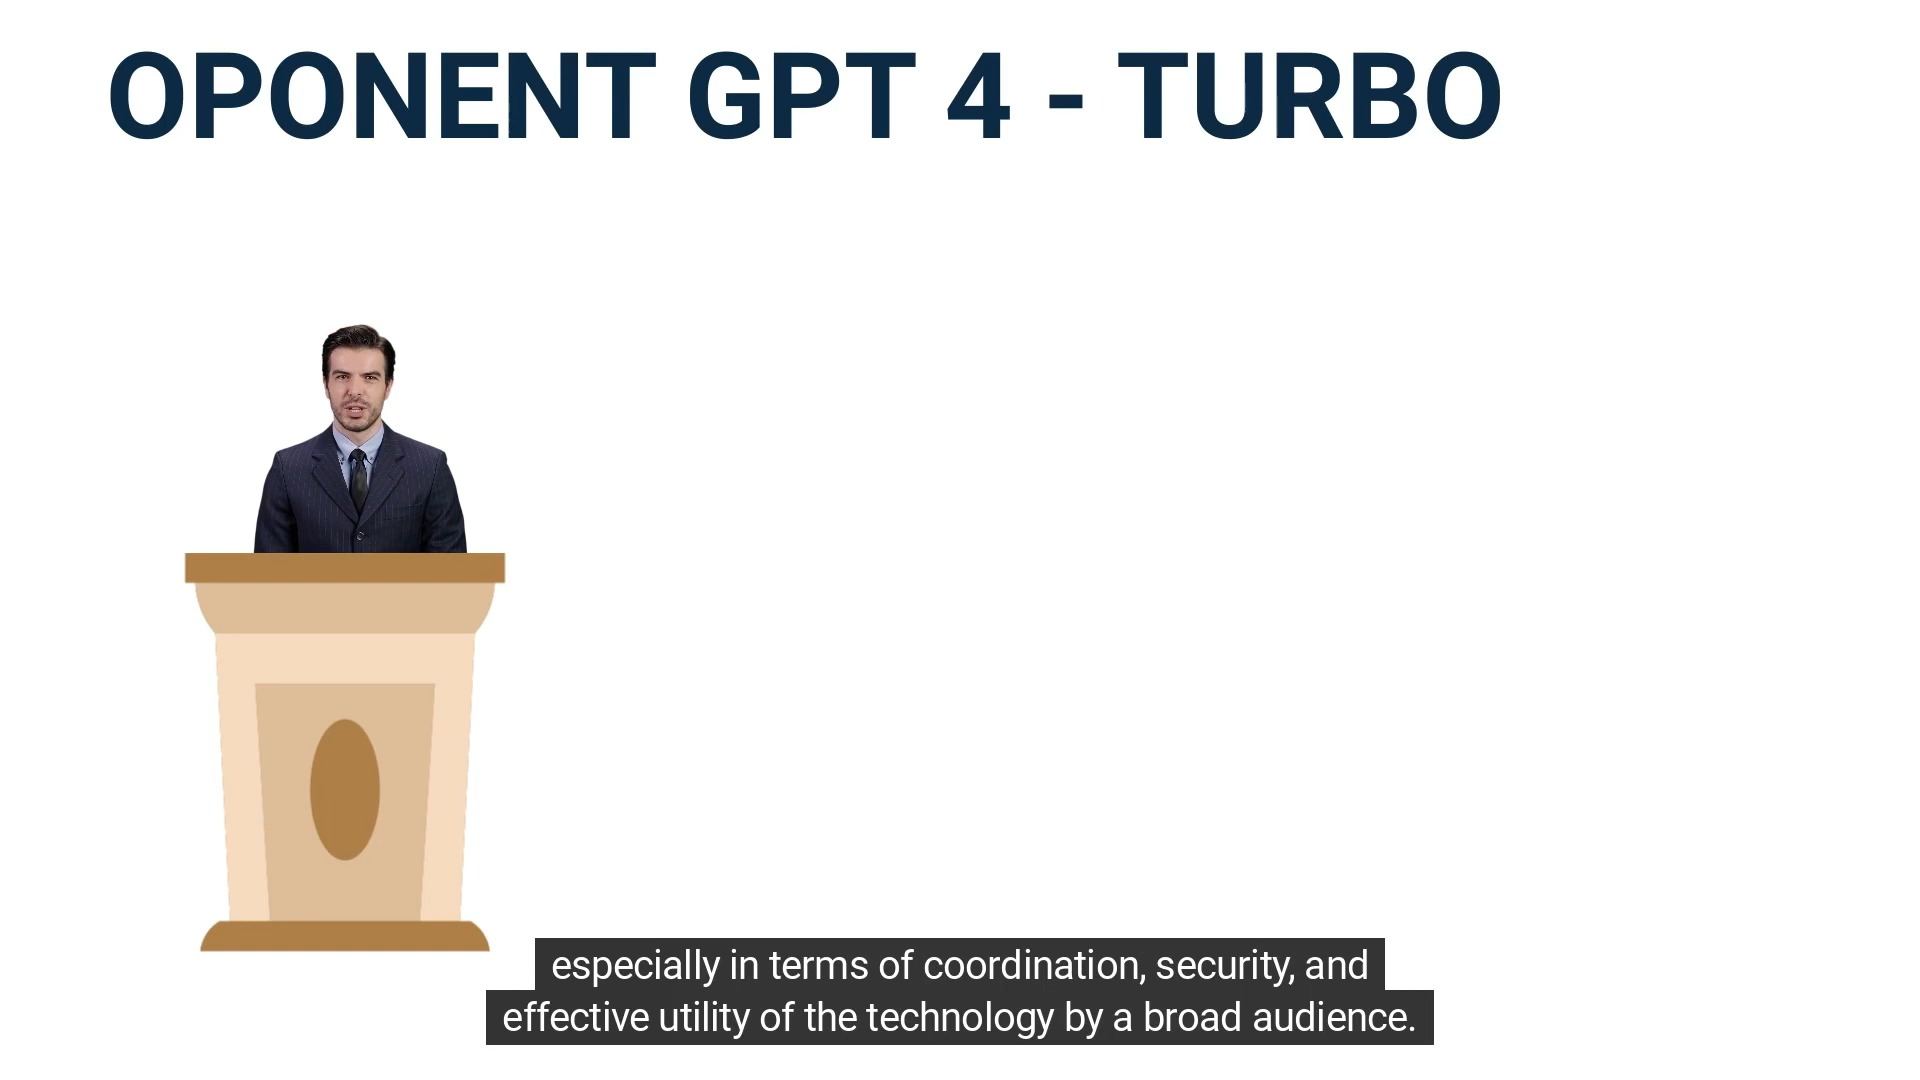 OPONENT GPT 4 - TURBO
especially in terms of coordination, security, and
effective utility of the technology by a broad audience.